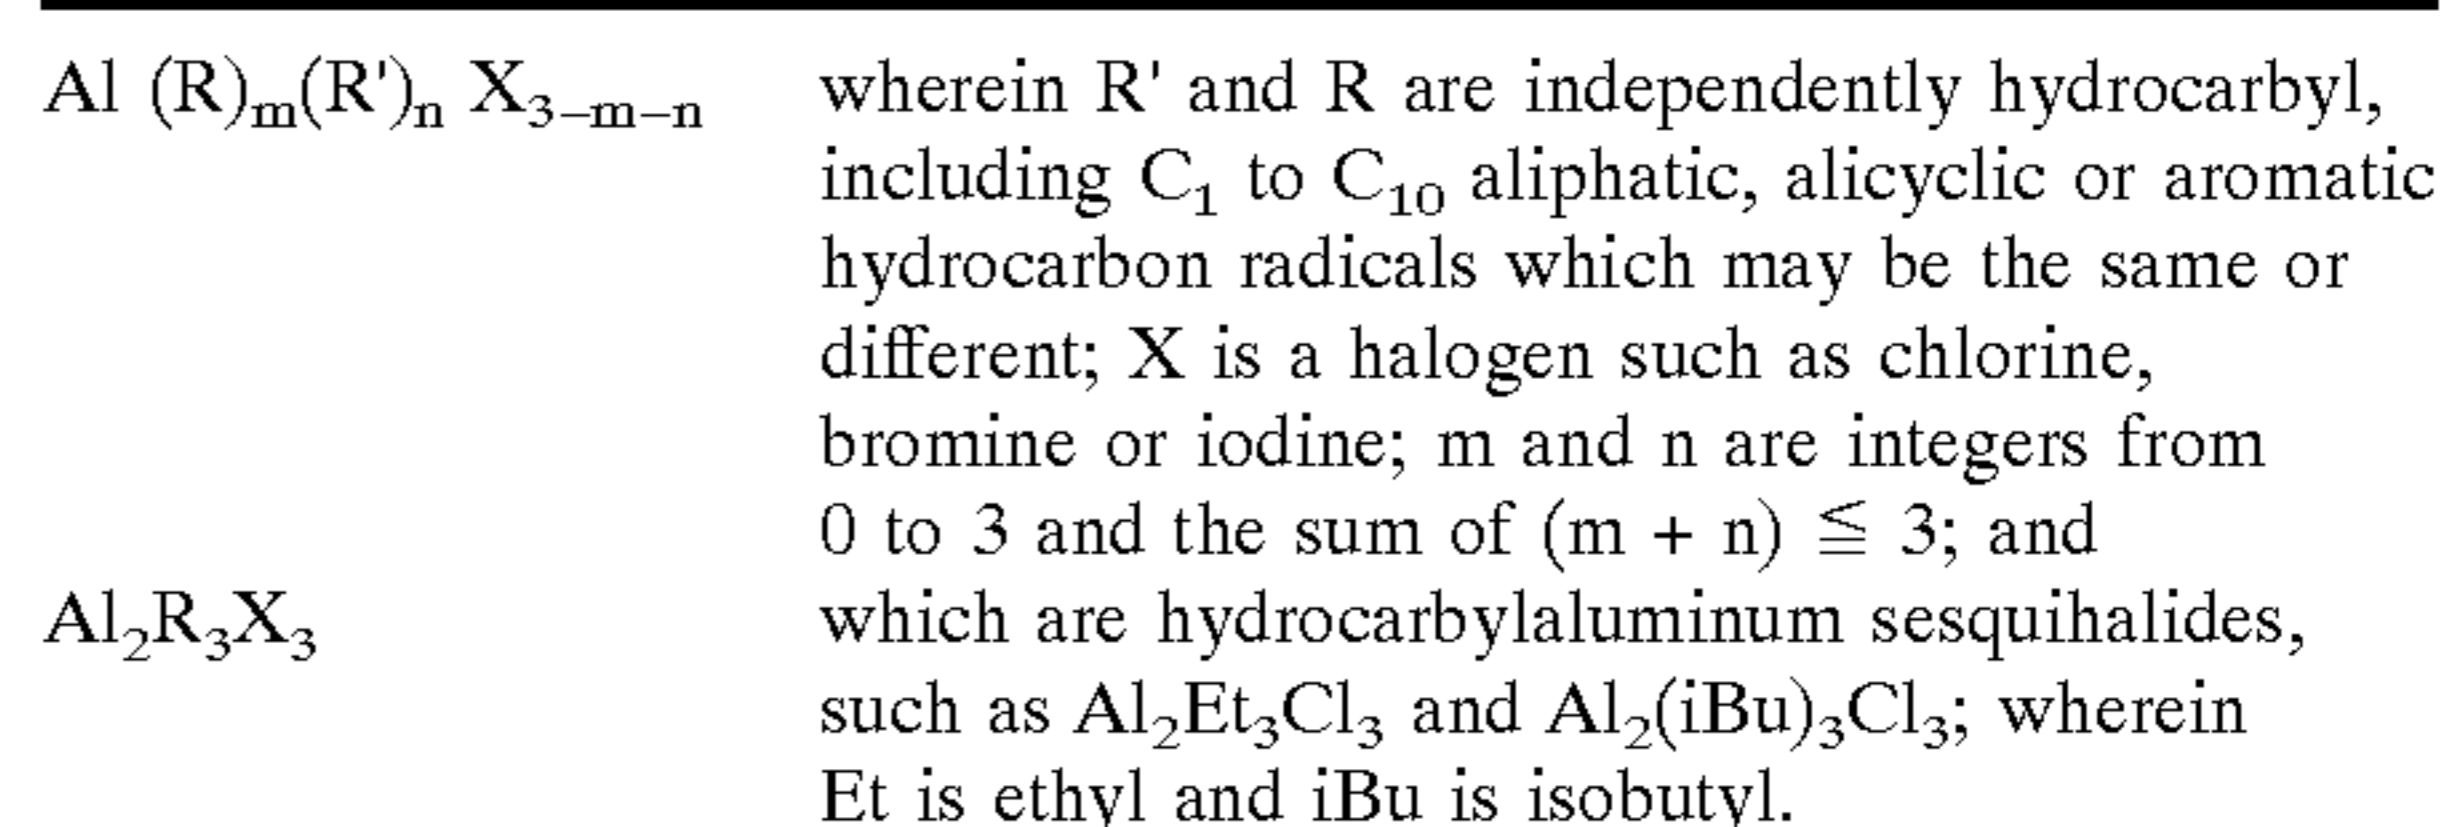 Al (R)ₘ(R')ₙ X₃₋ₘ₋ₙ wherein R' and R are independently hydrocarbyl,
including C₁ to C₁₀ aliphatic, alicyclic or aromatic
hydrocarbon radicals which may be the same or
different; X is a halogen such as chlorine,
bromine or iodine; m and n are integers from
0 to 3 and the sum of (m + n) ≦ 3; and
Al₂R₃X₃ which are hydrocarbylaluminum sesquihalides,
such as Al₂Et₃Cl₃ and Al₂(iBu)₃Cl₃; wherein
Et is ethyl and iBu is isobutyl.